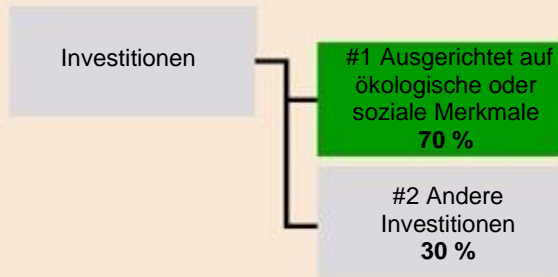 Investitionen
#1 Ausgerichtet auf
ökologische oder
soziale Merkmale
70 %
#2 Andere
Investitionen
30 %